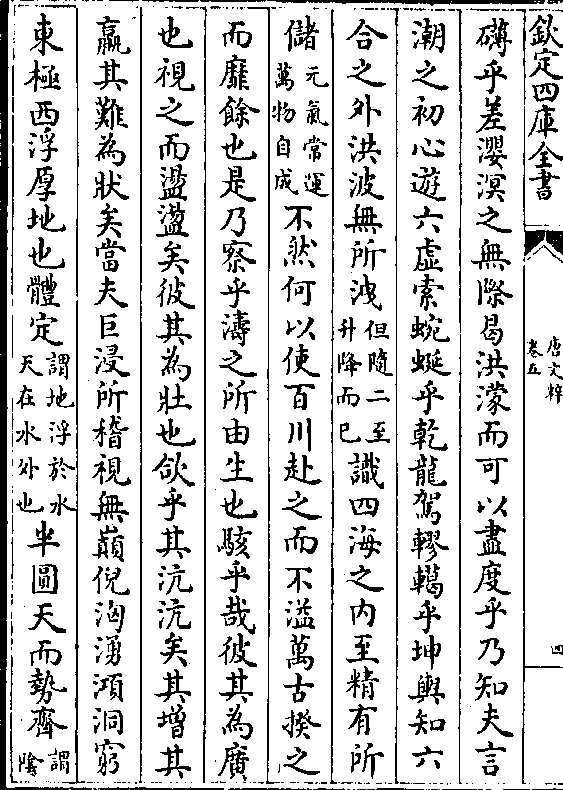 欽定四庫全書
唐文粹
卷五
四
礴乎差瀴溟之無際曷洪濛而可以盡度乎乃知夫言
潮之初心遊六虛索蜿蜒乎乾龍駕轇轕乎坤輿知六
合之外洪波無所洩但隨二至升降而已識四海之內至精有所
儲元氣常運萬物自成不然何以使百川赴之而不溢萬古揆之
而靡餘也是乃察乎濤之所由生也駭乎哉彼其為廣
也視之而盪盪矣彼其為壯也欱乎其沆沆矣其增其
贏其難為狀矣當夫巨浸所稽視無巔倪洶湧澒洞窮
東極西浮厚地也體定謂地浮於水天在水外也半圓天而勢齊謂陰